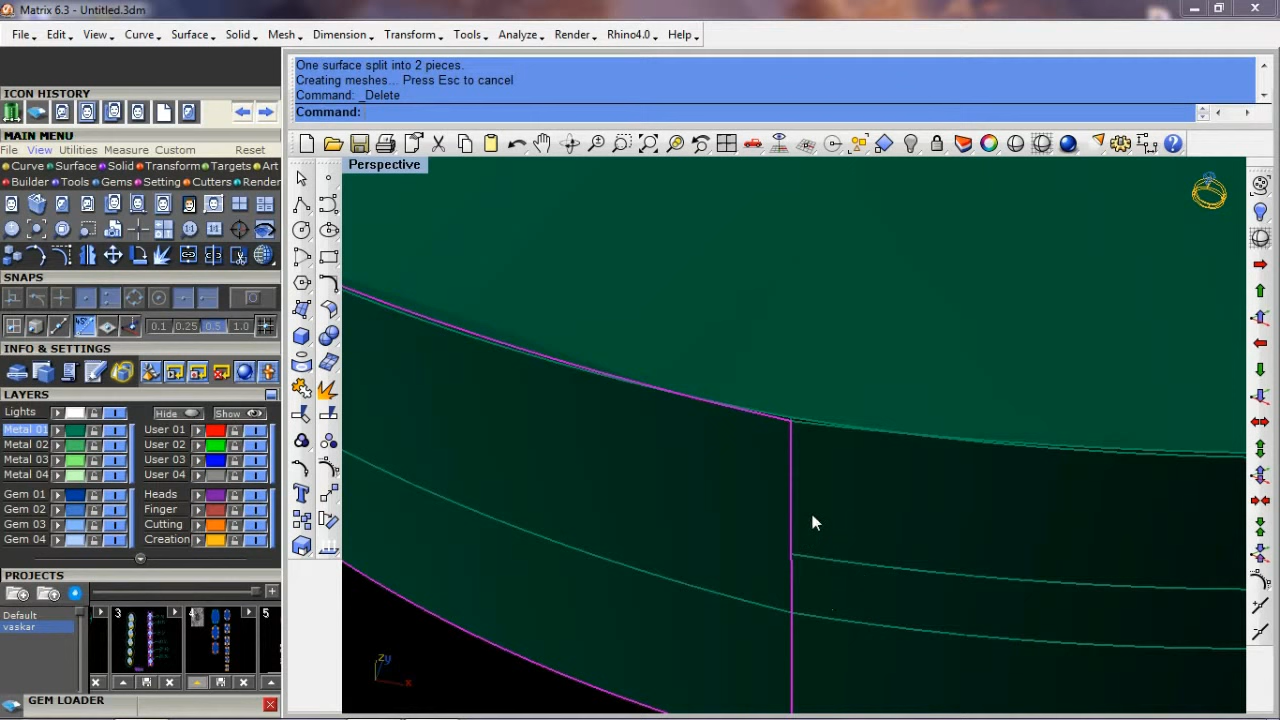 Matrix 6.3 - Untitled.3dm
File Edit View Curve Surface Solid Mesh Dimension Transform Tools Analyze Render Rhino4.0 Help
One surface split into 2 pieces.
Creating meshes... Press Esc to cancel
Command: _Delete
Command:
ICON HISTORY
MAIN MENU
File View Utilities Measure Custom Reset
Curve Surface Solid Transform Targets Art
Builder Tools Gems Setting Cutters Render
SNAPS
45°
0.1 0.25 0.5 1.0
INFO & SETTINGS
LAYERS
Lights Hide Show
Metal 01 User 01
Metal 02 User 02
Metal 03 User 03
Metal 04 User 04
Gem 01 Heads
Gem 02 Finger
Gem 03 Cutting
Gem 04 Creation
PROJECTS
Default
vaskar
3 4 5
GEM LOADER
Perspective
z y
x